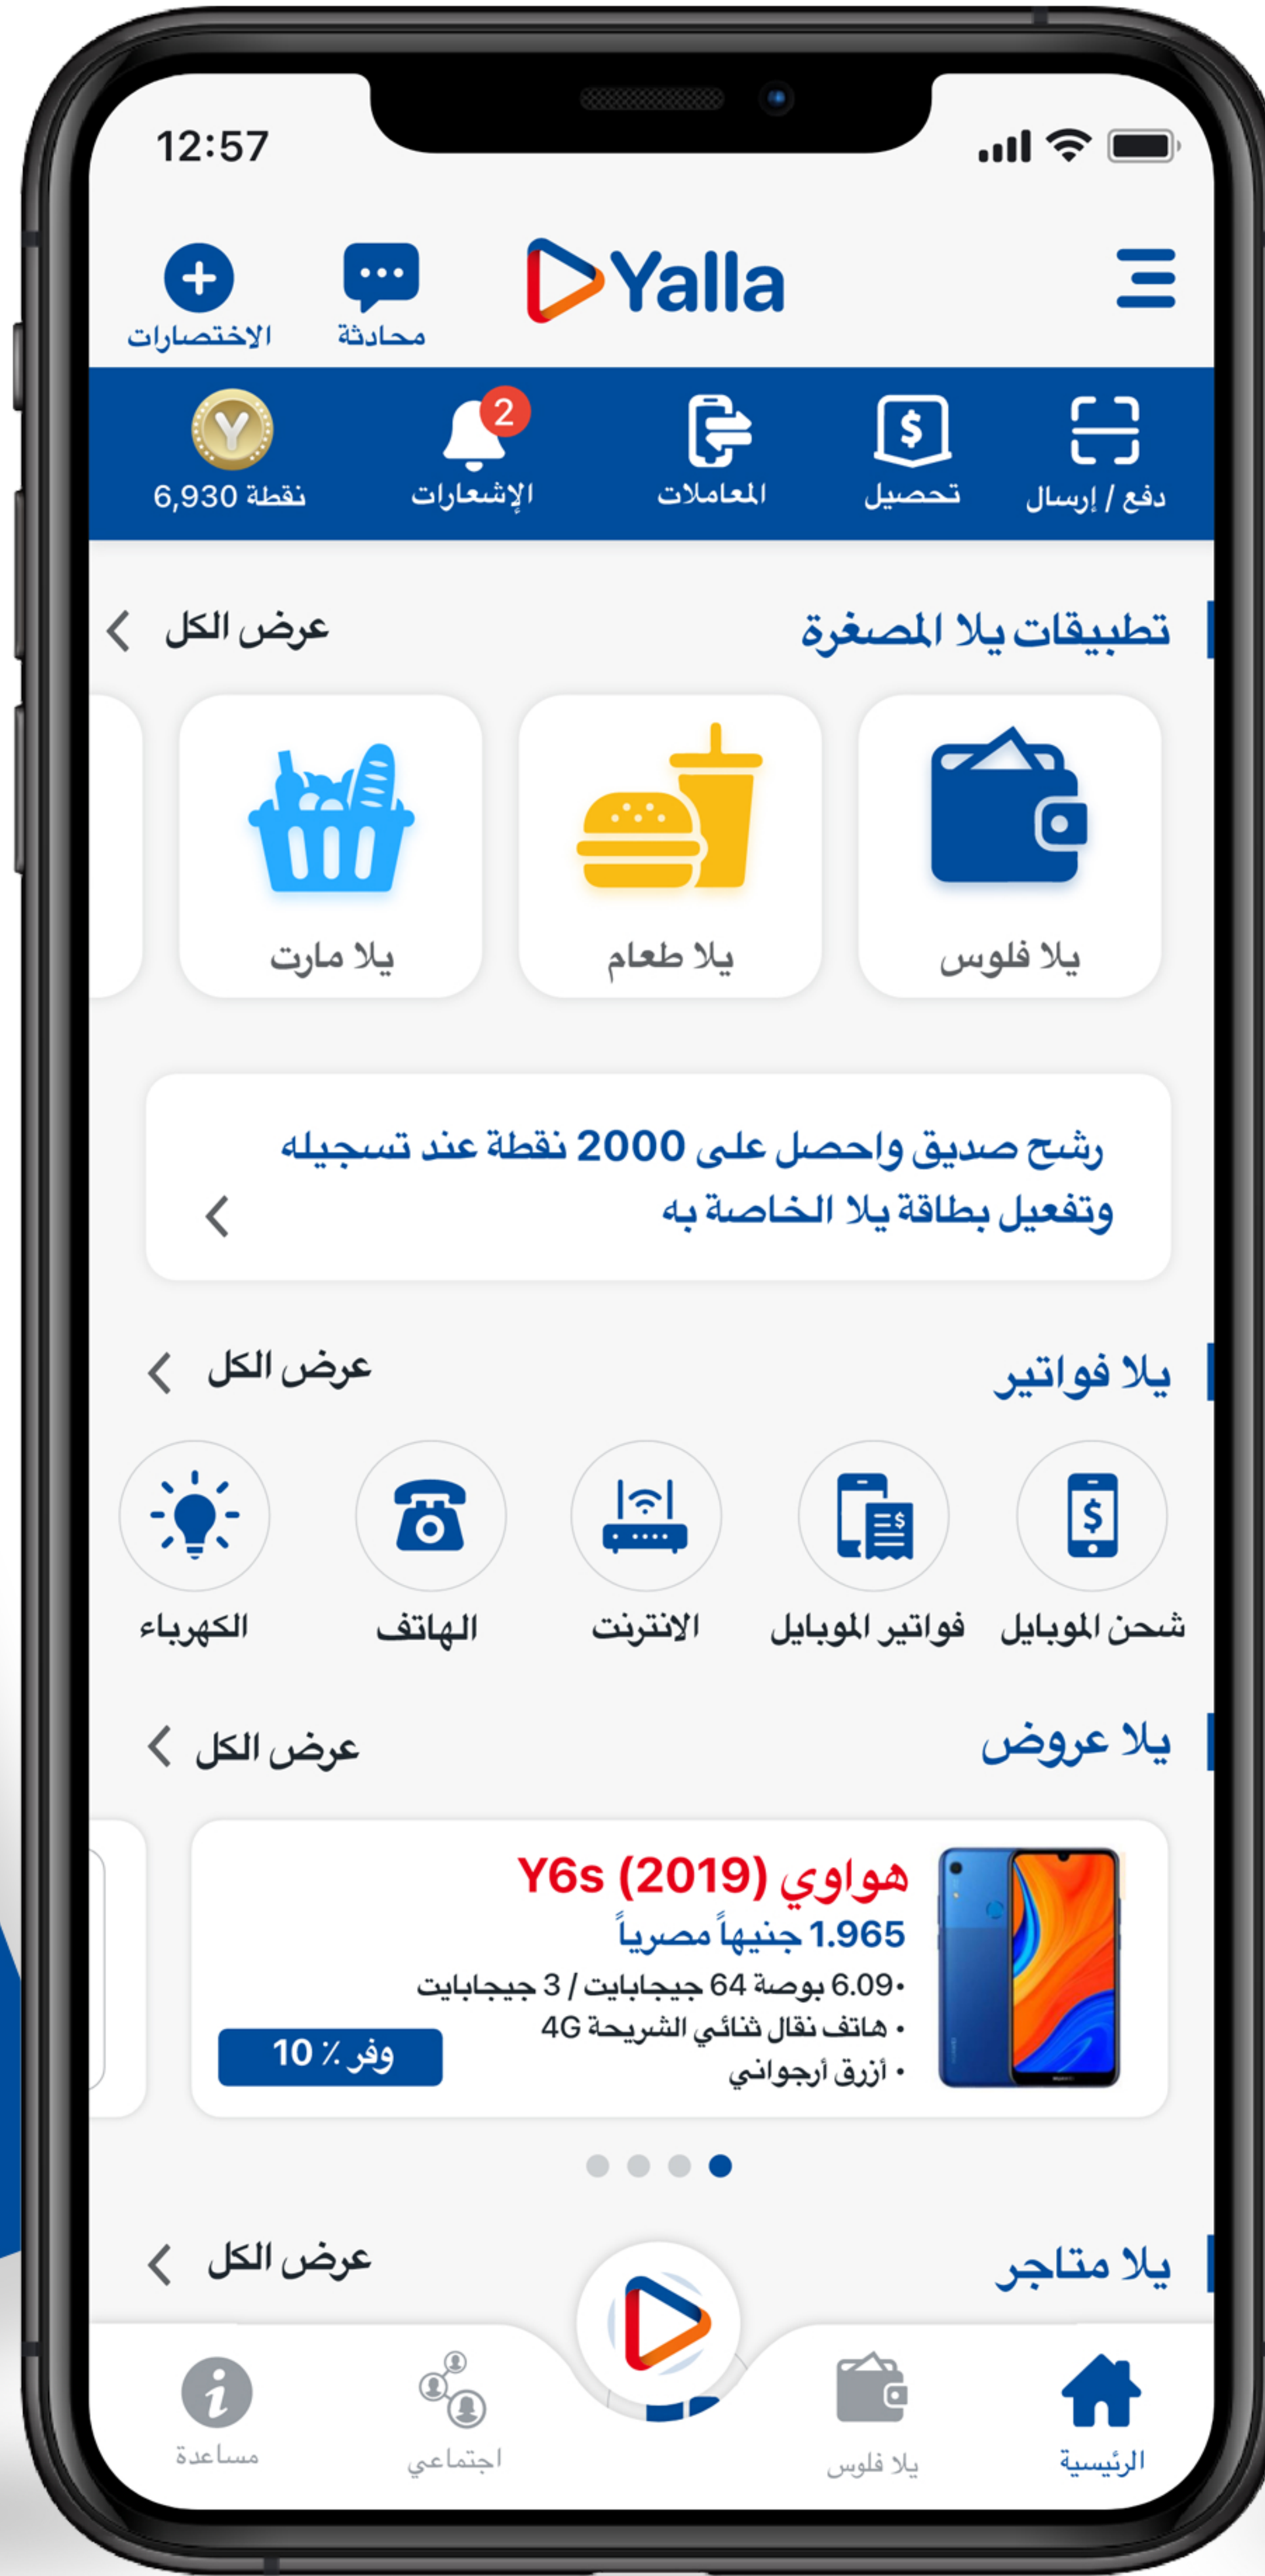 12:57
Yalla
محادثة
الاختصارات
دفع / إرسال
تحصيل
المعاملات
2
الإشعارات
Y
6,930 نقطة
تطبيقات يلا المصغرة
عرض الكل
يلا فلوس
يلا طعام
يلا مارت
رشح صديق واحصل على 2000 نقطة عند تسجيله
وتفعيل بطاقة يلا الخاصة به
يلا فواتير
عرض الكل
شحن الموبايل
فواتير الموبايل
الانترنت
الهاتف
الكهرباء
يلا عروض
عرض الكل
هواوي Y6s (2019)
1.965 جنيهاً مصرياً
•6.09 بوصة 64 جيجابايت / 3 جيجابايت
• هاتف نقال ثنائي الشريحة 4G
• أزرق أرجواني
وفر ٪ 10
يلا متاجر
عرض الكل
الرئيسية
يلا فلوس
اجتماعي
مساعدة